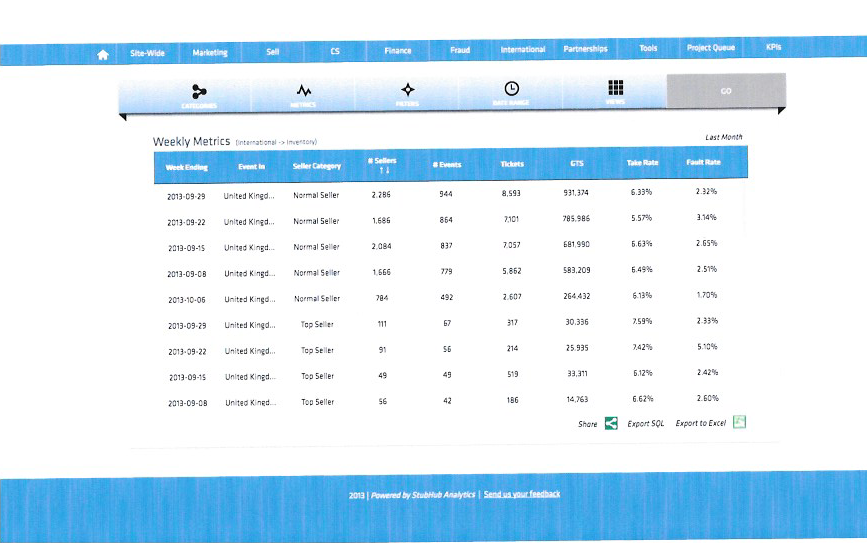 Site-Wide Marketing Sell CS Finance Fraud International Partnerships Tools Project Queue KPIs
CATEGORIES METRICS FILTERS DATE RANGE VIEWS GO
Weekly Metrics (International -> Inventory) Last Month
Week Ending Event In Seller Category # Sellers ↑↓ # Events Tickets GTS Take Rate Fault Rate
2013-09-29 United Kingd... Normal Seller 2,286 944 8,593 931,374 6.33% 2.32%
2013-09-22 United Kingd... Normal Seller 1,686 864 7,101 785,986 5.57% 3.14%
2013-09-15 United Kingd... Normal Seller 2,084 837 7,057 681,990 6.63% 2.65%
2013-09-08 United Kingd... Normal Seller 1,666 779 5,862 583,209 6.49% 2.51%
2013-10-06 United Kingd... Normal Seller 784 492 2,607 264,432 6.13% 1.70%
2013-09-29 United Kingd... Top Seller 111 67 317 30,336 7.59% 2.33%
2013-09-22 United Kingd... Top Seller 91 56 214 25,935 7.42% 5.10%
2013-09-15 United Kingd... Top Seller 49 49 519 33,311 6.12% 2.42%
2013-09-08 United Kingd... Top Seller 56 42 186 14,763 6.62% 2.60%
Share Export SQL Export to Excel
2013 | Powered by StubHub Analytics | Send us your feedback